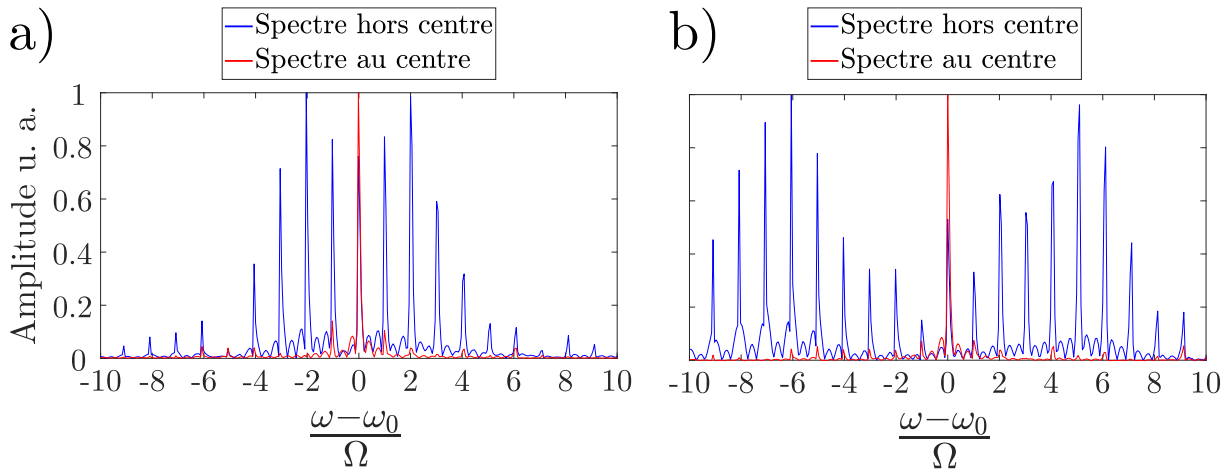 a)
Spectre hors centre
Spectre au centre
b)
Spectre hors centre
Spectre au centre
Amplitude u. a.
1
0.8
0.6
0.4
0.2
0
-10 -8 -6 -4 -2 0 2 4 6 8 10
-10 -8 -6 -4 -2 0 2 4 6 8 10
ω−ω₀
Ω
ω−ω₀
Ω